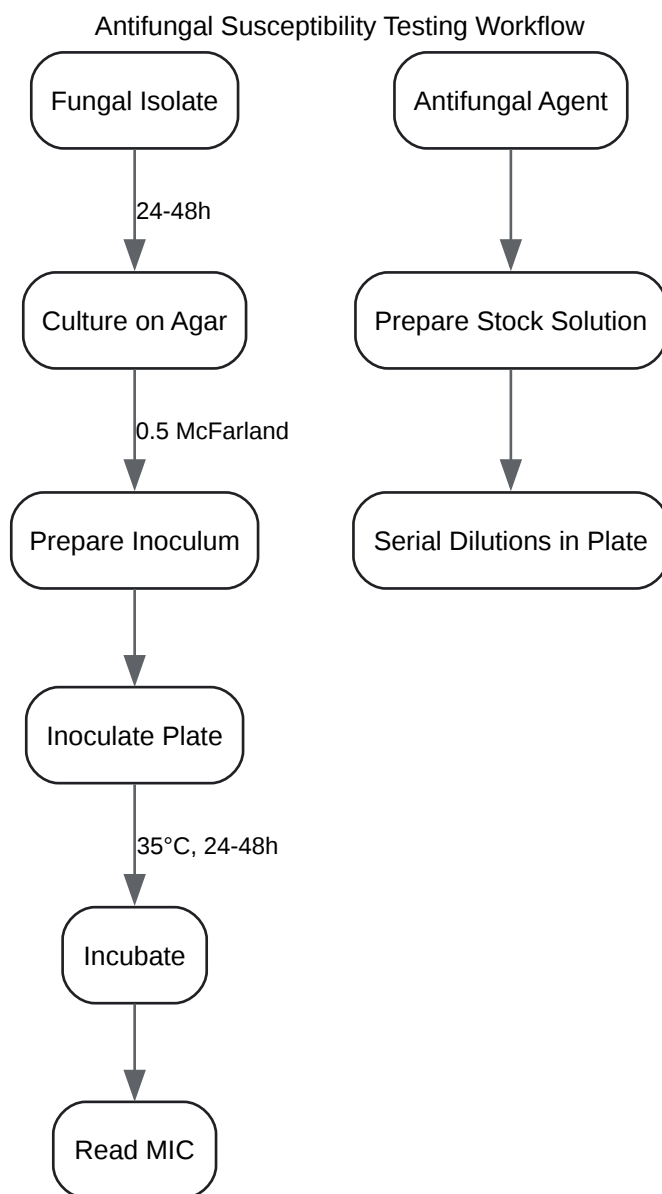 Antifungal Susceptibility Testing Workflow
Fungal Isolate
Antifungal Agent
24-48h
Culture on Agar
Prepare Stock Solution
0.5 McFarland
Prepare Inoculum
Serial Dilutions in Plate
Inoculate Plate
35°C, 24-48h
Incubate
Read MIC